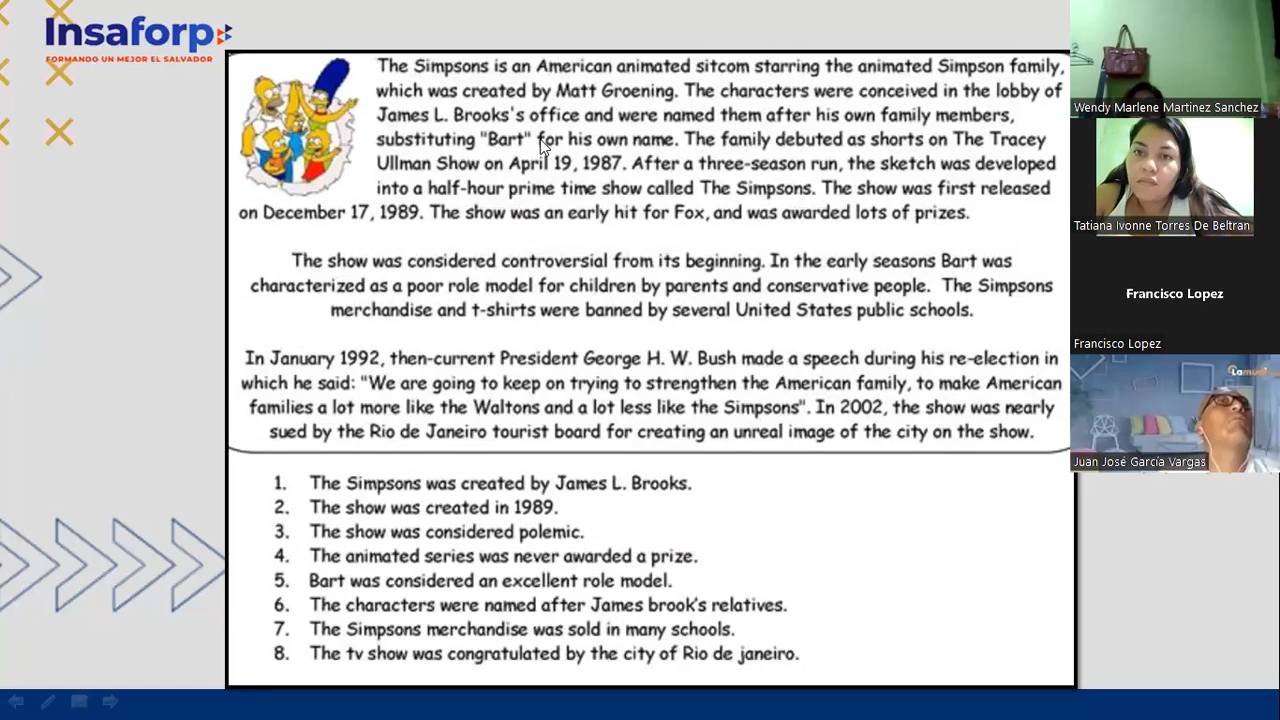 Insaforp
FORMANDO UN MEJOR EL SALVADOR
The Simpsons is an American animated sitcom starring the animated Simpson family,
which was created by Matt Groening. The characters were conceived in the lobby of
James L. Brooks's office and were named them after his own family members,
substituting "Bart" for his own name. The family debuted as shorts on The Tracey
Ullman Show on April 19, 1987. After a three-season run, the sketch was developed
into a half-hour prime time show called The Simpsons. The show was first released
on December 17, 1989. The show was an early hit for Fox, and was awarded lots of prizes.
The show was considered controversial from its beginning. In the early seasons Bart was
characterized as a poor role model for children by parents and conservative people. The Simpsons
merchandise and t-shirts were banned by several United States public schools.
In January 1992, then-current President George H. W. Bush made a speech during his re-election in
which he said: "We are going to keep on trying to strengthen the American family, to make American
families a lot more like the Waltons and a lot less like the Simpsons". In 2002, the show was nearly
sued by the Rio de Janeiro tourist board for creating an unreal image of the city on the show.
1. The Simpsons was created by James L. Brooks.
2. The show was created in 1989.
3. The show was considered polemic.
4. The animated series was never awarded a prize.
5. Bart was considered an excellent role model.
6. The characters were named after James brook's relatives.
7. The Simpsons merchandise was sold in many schools.
8. The tv show was congratulated by the city of Rio de janeiro.
Wendy Marlene Martinez Sanchez
Tatiana Ivonne Torres De Beltran
Francisco Lopez
Francisco Lopez
Juan José García Vargas